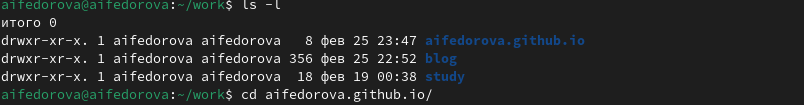 aifedorova@aifedorova:~/work$ ls -l
итого 0
drwxr-xr-x. 1 aifedorova aifedorova   8 фев 25 23:47 aifedorova.github.io
drwxr-xr-x. 1 aifedorova aifedorova 356 фев 25 22:52 blog
drwxr-xr-x. 1 aifedorova aifedorova  18 фев 19 00:38 study
aifedorova@aifedorova:~/work$ cd aifedorova.github.io/